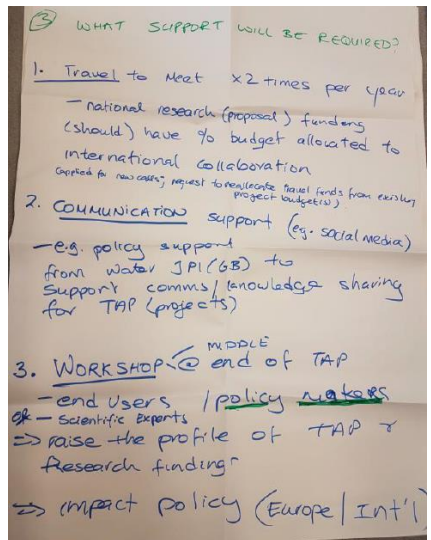 ③ WHAT SUPPORT WILL BE REQUIRED?
1. Travel to Meet x2 times per year
– national research (proposal) funding
(should) have % budget allocated to
international collaboration
(applied for new calls; request to reallocate travel funds from existing
project budget(s))
2. COMMUNICATION support (eg. social media)
– e.g. policy support
from Water JPI (GB) to
support comms/knowledge sharing
for TAP (projects)
MIDDLE
3. WORKSHOP @ end of TAP
– end users / policy makers
OR – Scientific Experts
⇒ raise the profile of TAP &
Research findings
⇒ impact policy (Europe / Int'l)